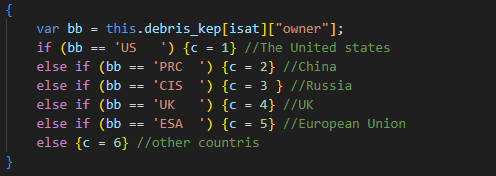 {
var bb = this.debris_kep[isat]["owner"];
if (bb == 'US   ') {c = 1} //The United states
else if (bb == 'PRC  ') {c = 2} //China
else if (bb == 'CIS  ') {c = 3 } //Russia
else if (bb == 'UK   ') {c = 4} //UK
else if (bb == 'ESA  ') {c = 5} //European Union
else {c = 6} //other countris
}